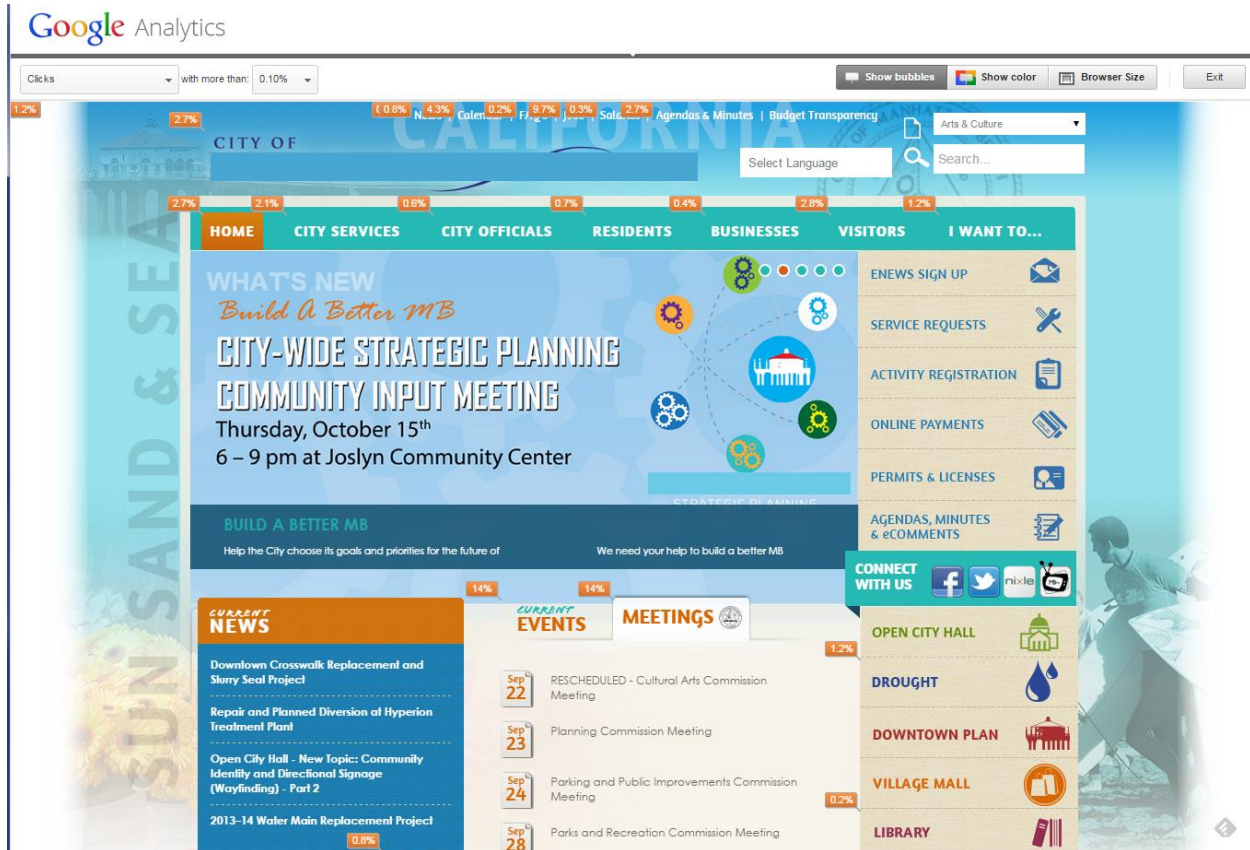 Google Analytics
Clicks
with more than:
0.10%
Show bubbles
Show color
Browser Size
Exit
1.2%
2.7%
0.8%
4.3%
0.2%
9.7%
0.3%
2.7%
Agendas & Minutes | Budget Transparency
CALIFORNIA
CITY OF
Arts & Culture
Select Language
Search...
2.7%
2.1%
0.6%
0.7%
0.4%
2.8%
1.2%
HOME
CITY SERVICES
CITY OFFICIALS
RESIDENTS
BUSINESSES
VISITORS
I WANT TO...
SUN SAND & SEA
WHAT'S NEW
Build A Better MB
CITY-WIDE STRATEGIC PLANNING
COMMUNITY INPUT MEETING
Thursday, October 15th
6 – 9 pm at Joslyn Community Center
STRATEGIC PLANNING
BUILD A BETTER MB
Help the City choose its goals and priorities for the future of
We need your help to build a better MB
ENEWS SIGN UP
SERVICE REQUESTS
ACTIVITY REGISTRATION
ONLINE PAYMENTS
PERMITS & LICENSES
AGENDAS, MINUTES
& eCOMMENTS
CONNECT
WITH US
nixle
14%
14%
CURRENT
NEWS
Downtown Crosswalk Replacement and
Slurry Seal Project
Repair and Planned Diversion at Hyperion
Treatment Plant
Open City Hall - New Topic: Community
Identity and Directional Signage
(Wayfinding) - Part 2
2013–14 Water Main Replacement Project
0.8%
CURRENT
EVENTS
MEETINGS
Sep
22
RESCHEDULED - Cultural Arts Commission
Meeting
Sep
23
Planning Commission Meeting
Sep
24
Parking and Public Improvements Commission
Meeting
Sep
28
Parks and Recreation Commission Meeting
1.2%
OPEN CITY HALL
DROUGHT
DOWNTOWN PLAN
VILLAGE MALL
0.2%
LIBRARY